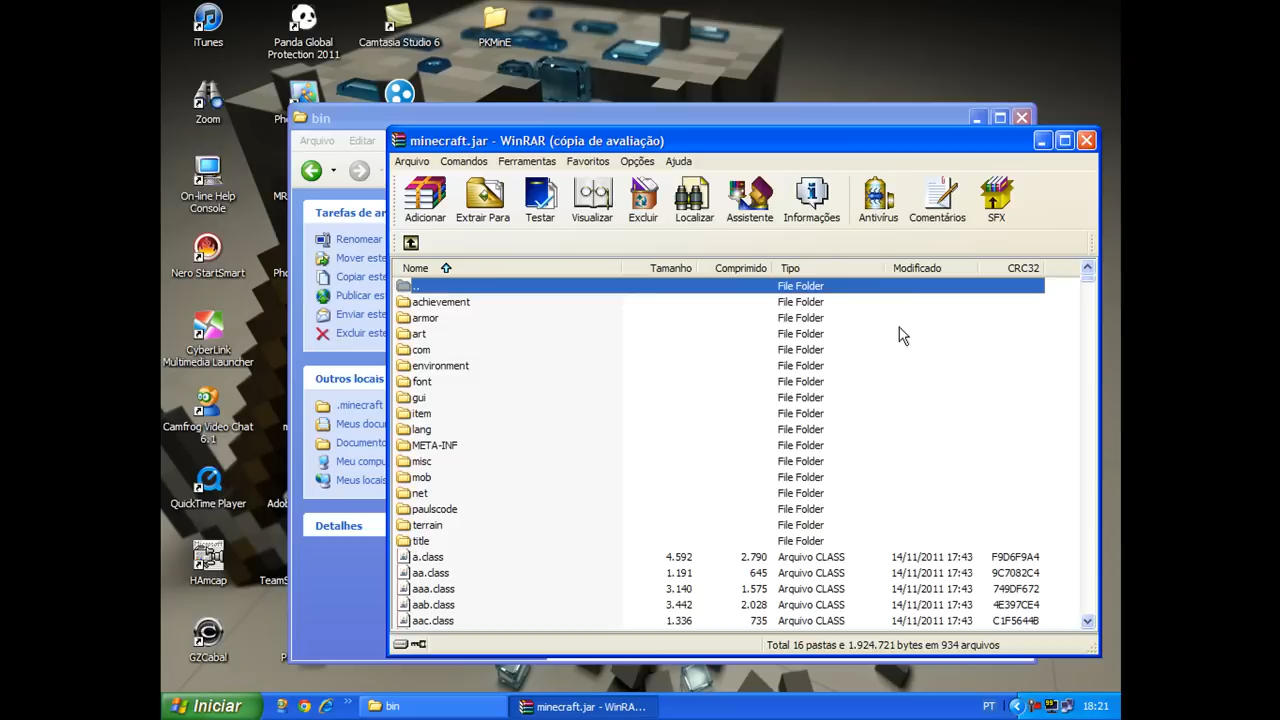 iTunes
Panda Global
Protection 2011
Camtasia Studio 6
PKMinE
Zoom
On-line Help
Console
Nero StartSmart
CyberLink
Multimedia Launcher
Camfrog Video Chat
6.1
QuickTime Player
HAmcap
GZCabal
bin
Arquivo Editar
Tarefas de ar
Renomear
Mover este
Copiar este
Publicar es
Enviar este
Excluir este
Outros locais
.minecraft
Meus docu
Documento
Meu compu
Meus locais
Detalhes
minecraft.jar - WinRAR (cópia de avaliação)
Arquivo Comandos Ferramentas Favoritos Opções Ajuda
Adicionar Extrair Para Testar Visualizar Excluir Localizar Assistente Informações Antivírus Comentários SFX
Nome Tamanho Comprimido Tipo Modificado CRC32
.. File Folder
achievement File Folder
armor File Folder
art File Folder
com File Folder
environment File Folder
font File Folder
gui File Folder
item File Folder
lang File Folder
META-INF File Folder
misc File Folder
mob File Folder
net File Folder
paulscode File Folder
terrain File Folder
title File Folder
a.class 4.592 2.790 Arquivo CLASS 14/11/2011 17:43 F9D6F9A4
aa.class 1.191 645 Arquivo CLASS 14/11/2011 17:43 9C7082C4
aaa.class 3.140 1.575 Arquivo CLASS 14/11/2011 17:43 749DF672
aab.class 3.442 2.028 Arquivo CLASS 14/11/2011 17:43 4E397CE4
aac.class 1.336 735 Arquivo CLASS 14/11/2011 17:43 C1F5644B
Total 16 pastas e 1.924.721 bytes em 934 arquivos
Iniciar bin minecraft.jar - WinRA... PT 18:21